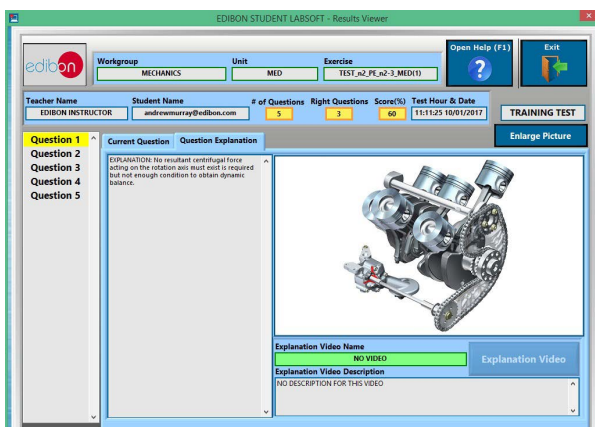 EDIBON STUDENT LABSOFT - Results Viewer
edibon
Workgroup Unit Exercise
MECHANICS MED TEST_n2_PE_n2-3_MED(1)
Open Help (F1) Exit
?
Teacher Name Student Name # of Questions Right Questions Score(%) Test Hour & Date
EDIBON INSTRUCTOR andrewmurray@edibon.com 5 3 60 11:11:25 10/01/2017 TRAINING TEST
Enlarge Picture
Question 1
Question 2
Question 3
Question 4
Question 5
Current Question Question Explanation
EXPLANATION: No resultant centrifugal force
acting on the rotation axis must exist is required
but not enough condition to obtain dynamic
balance.
Explanation Video Name
NO VIDEO
Explanation Video
Explanation Video Description
NO DESCRIPTION FOR THIS VIDEO